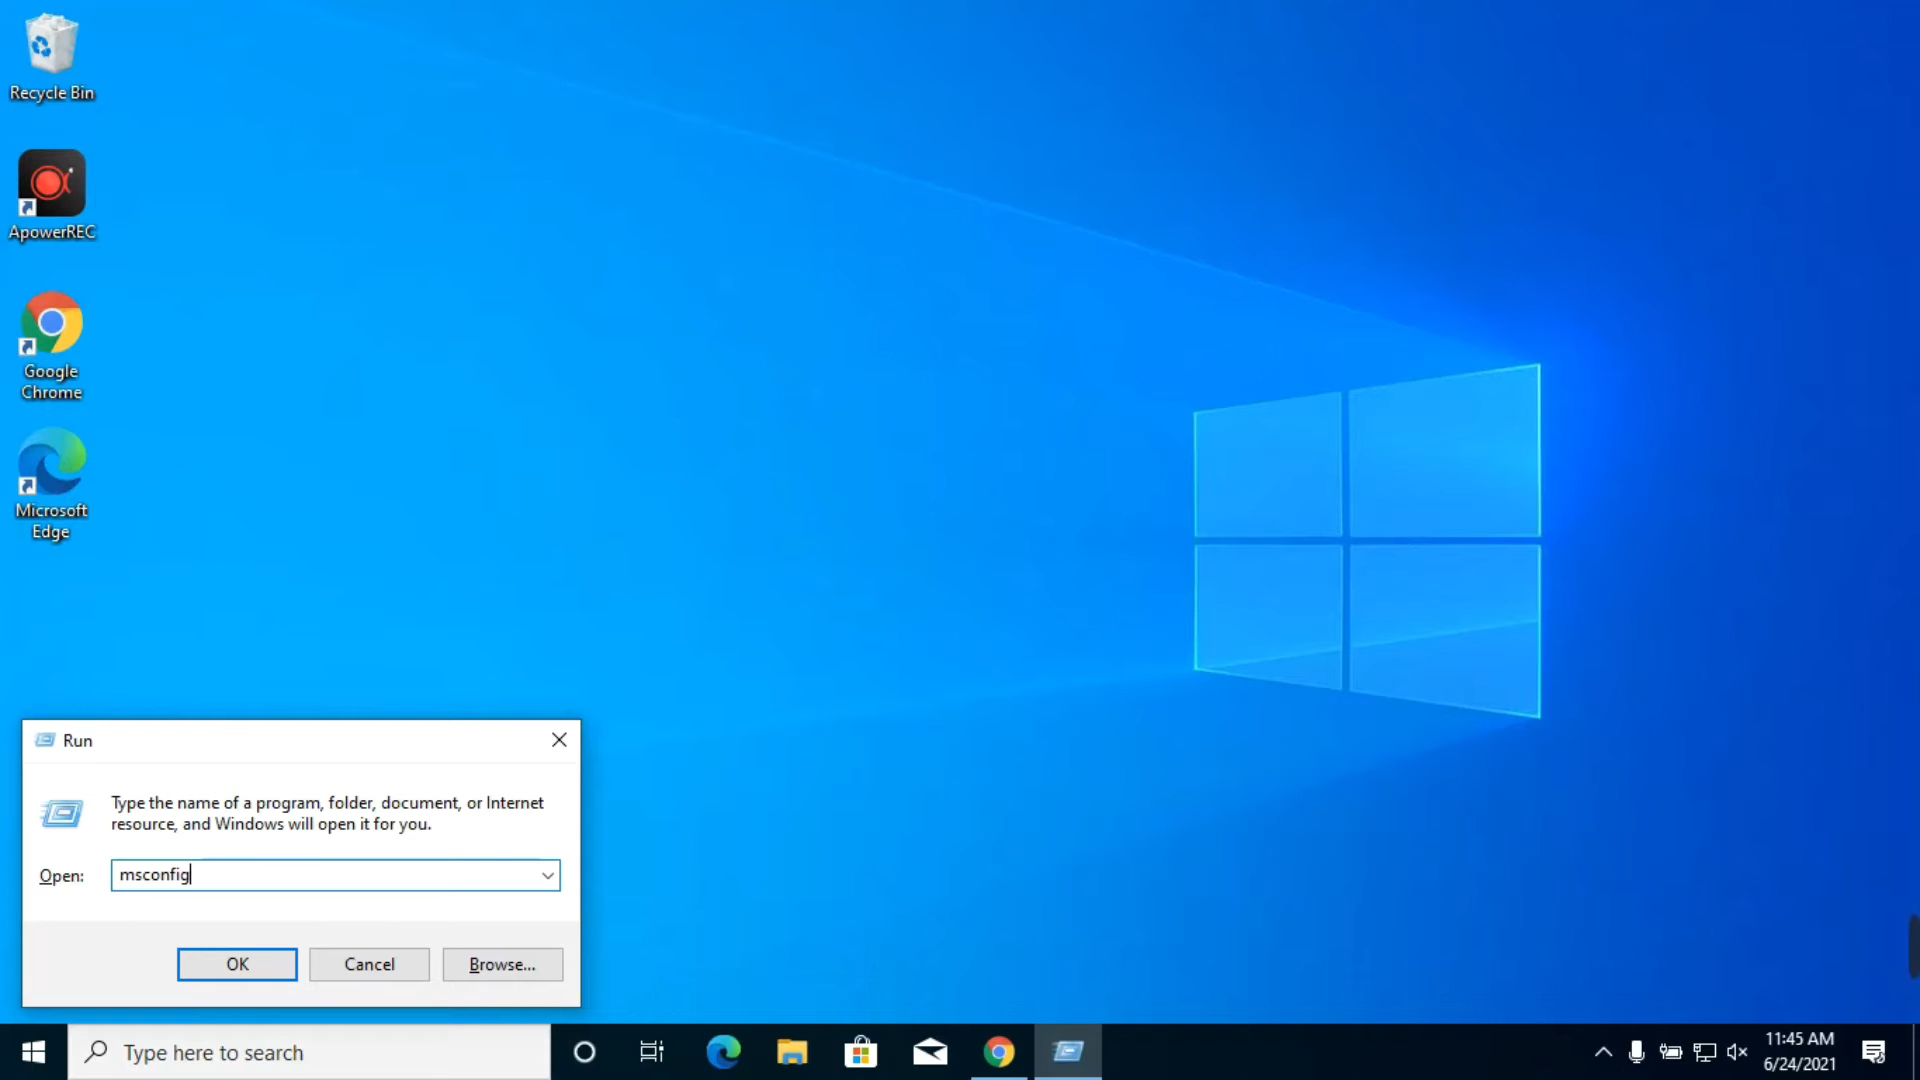 Recycle Bin
ApowerREC
Google
Chrome
Microsoft
Edge
Run
Type the name of a program, folder, document, or Internet
resource, and Windows will open it for you.
Open:
msconfig
OK
Cancel
Browse...
Type here to search
11:45 AM
6/24/2021